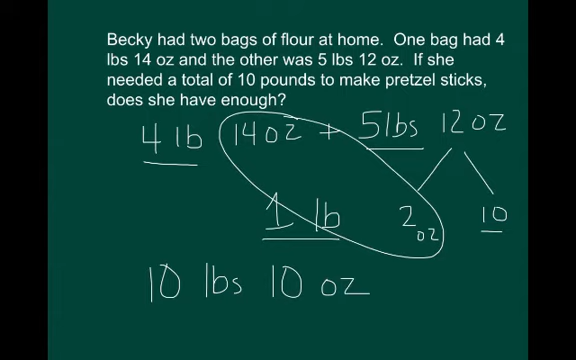 Becky had two bags of flour at home. One bag had 4
lbs 14 oz and the other was 5 lbs 12 oz. If she
needed a total of 10 pounds to make pretzel sticks,
does she have enough?
4 lb 14 oz + 5 lbs 12 oz
1 lb 2 oz 10
10 lbs 10 oz